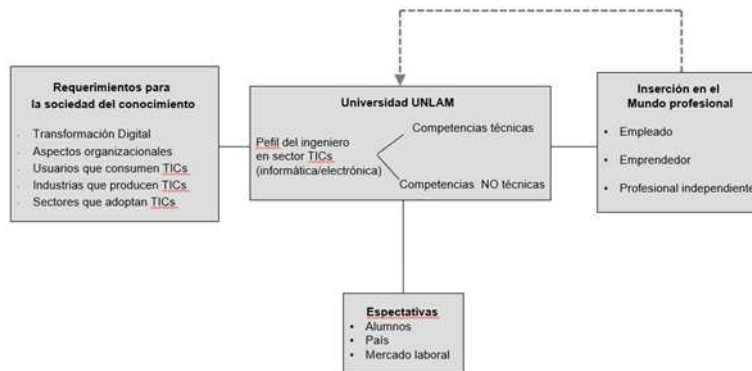 Requerimientos para
la sociedad del conocimiento
Transformación Digital
Aspectos organizacionales
Usuarios que consumen TICs
Industrias que producen TICs
Sectores que adoptan TICs
Universidad UNLAM
Pefil del ingeniero
en sector TICs
(informática/electrónica)
Competencias técnicas
Competencias NO técnicas
Inserción en el
Mundo profesional
• Empleado
• Emprendedor
• Profesional independiente
Espectativas
• Alumnos
• País
• Mercado laboral